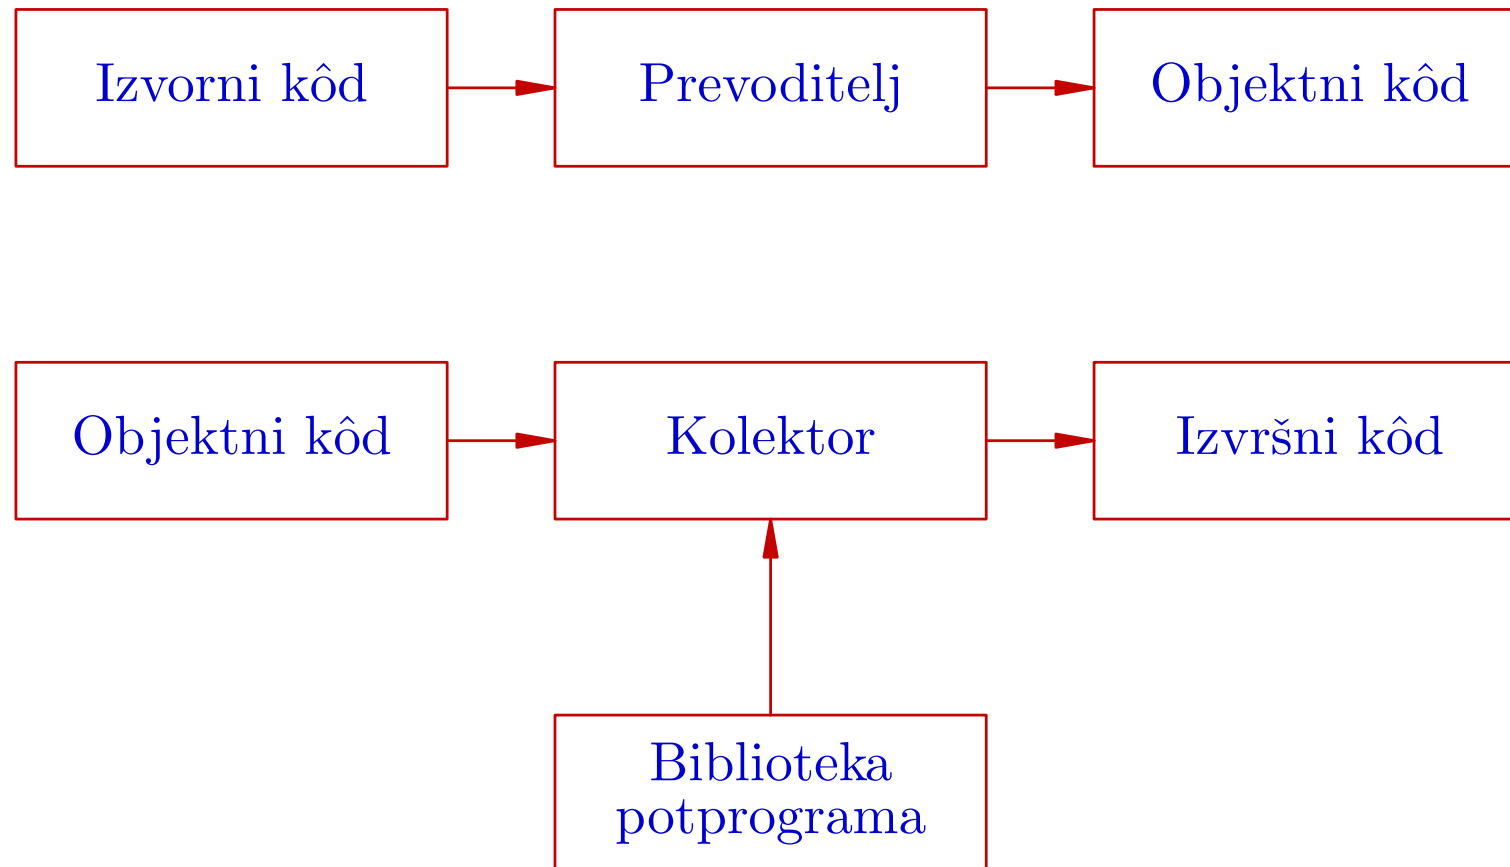 Izvorni kôd
Prevoditelj
Objektni kôd
Objektni kôd
Kolektor
Izvršni kôd
Biblioteka
potprograma